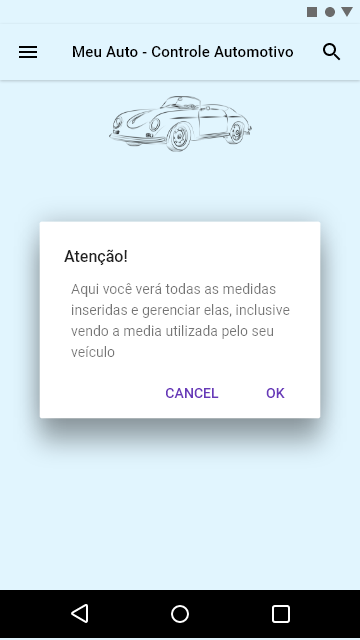 Meu Auto - Controle Automotivo
Atenção!
Aqui você verá todas as medidas
inseridas e gerenciar elas, inclusive
vendo a media utilizada pelo seu
veículo
CANCEL OK